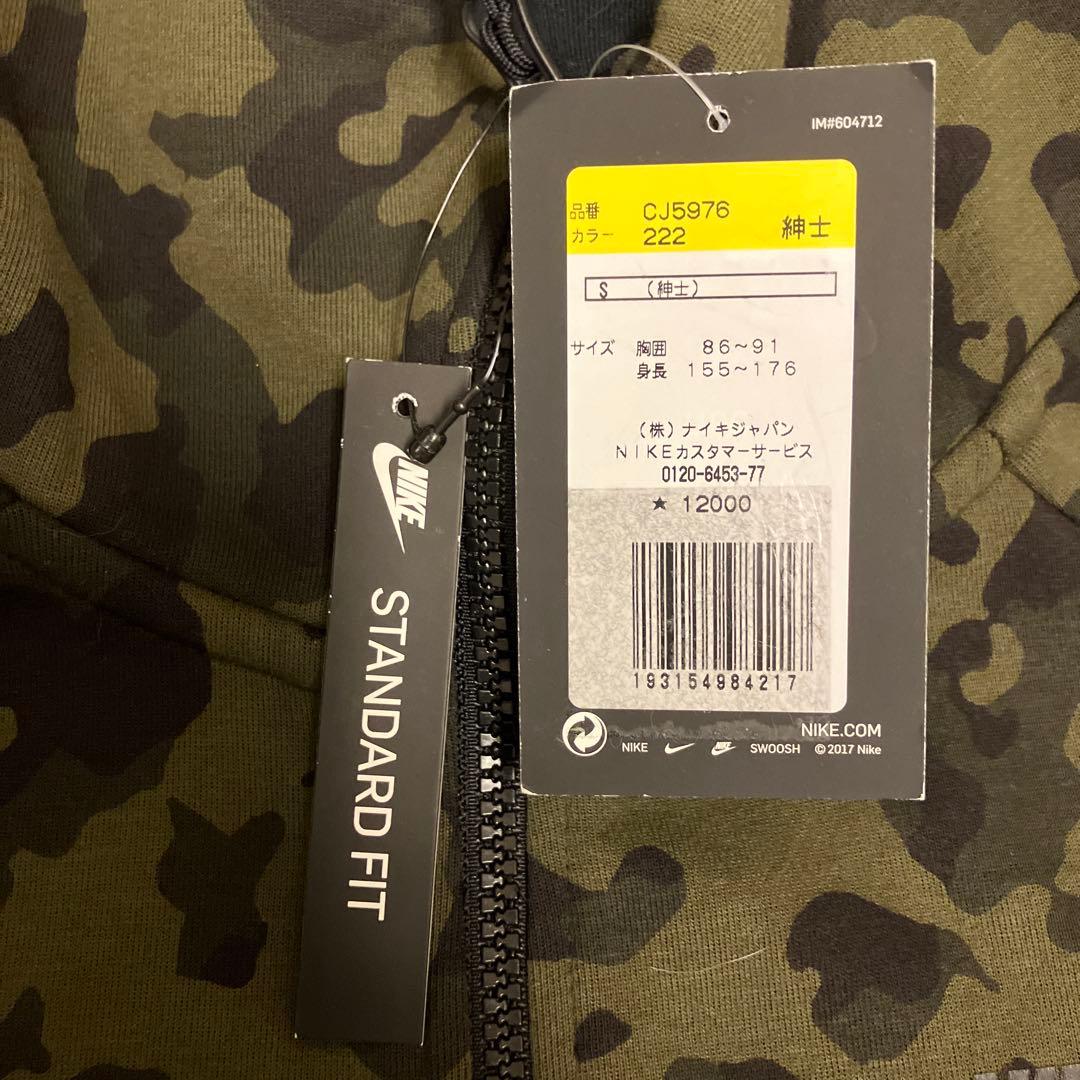 IM#604712
品番 CJ5976
カラー 222 紳士
S (紳士)
サイズ 胸囲 86~91
身長 155~176
(株)ナイキジャパン
NIKEカスタマーサービス
0120-6453-77
★ 12000
193154984217
NIKE.COM
NIKE SWOOSH ©2017 Nike
NIKE
STANDARD FIT